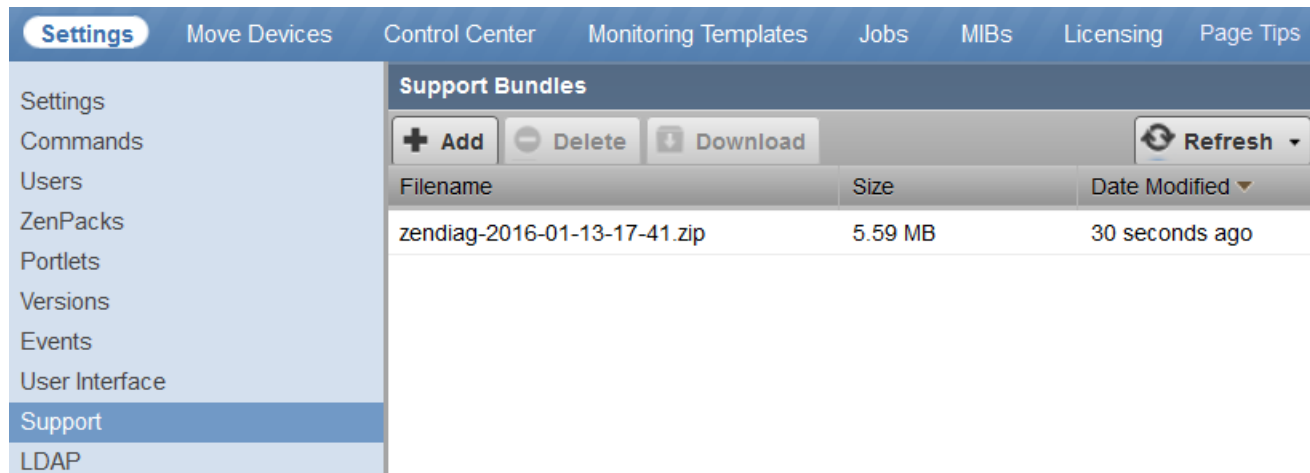 Settings Move Devices Control Center Monitoring Templates Jobs MIBs Licensing Page Tips
Settings
Commands
Users
ZenPacks
Portlets
Versions
Events
User Interface
Support
LDAP
Support Bundles
Add Delete Download Refresh
Filename Size Date Modified
zendiag-2016-01-13-17-41.zip 5.59 MB 30 seconds ago